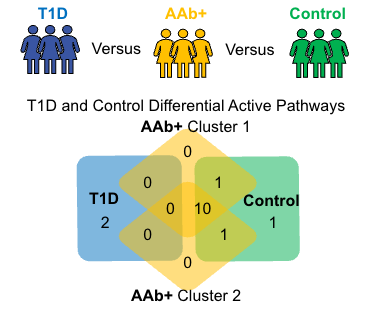 T1D AAb+ Control
Versus Versus
T1D and Control Differential Active Pathways
AAb+ Cluster 1
0
0 1
T1D Control
2 0 10 1
0 1
0
AAb+ Cluster 2